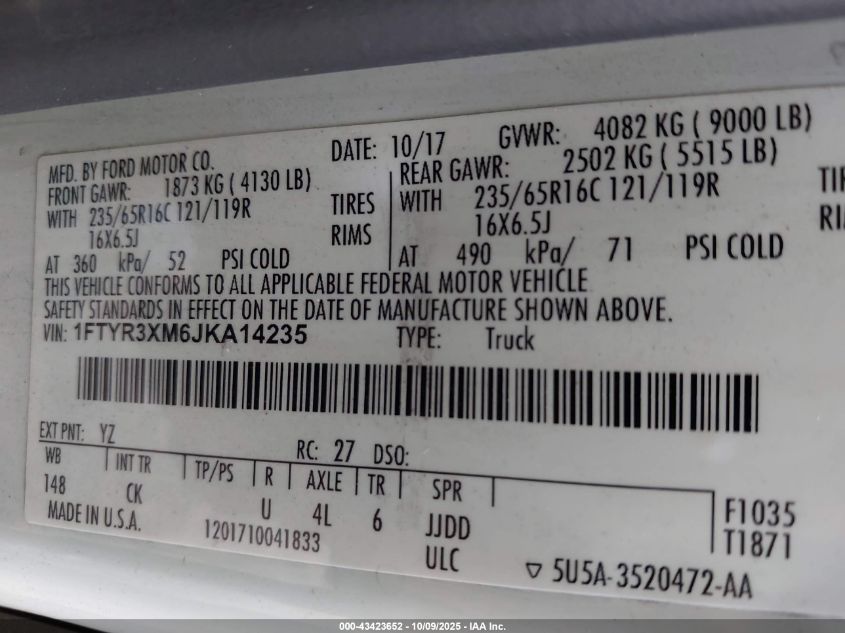 MFD. BY FORD MOTOR CO. DATE: 10/17 GVWR: 4082 KG ( 9000 LB)
FRONT GAWR: 1873 KG ( 4130 LB) REAR GAWR: 2502 KG ( 5515 LB)
WITH 235/65R16C 121/119R TIRES WITH 235/65R16C 121/119R
16X6.5J RIMS 16X6.5J
AT 360 kPa/ 52 PSI COLD AT 490 kPa/ 71 PSI COLD
THIS VEHICLE CONFORMS TO ALL APPLICABLE FEDERAL MOTOR VEHICLE
SAFETY STANDARDS IN EFFECT ON THE DATE OF MANUFACTURE SHOWN ABOVE.
VIN: 1FTYR3XM6JKA14235 TYPE: Truck
EXT PNT: YZ RC: 27 DSO:
WB INT TR TP/PS R AXLE TR SPR
148 CK U 4L 6 JJDD F1035
MADE IN U.S.A. 1201710041833 ULC T1871
▽ 5U5A-3520472-AA
000-43423652 - 10/09/2025 - IAA Inc.